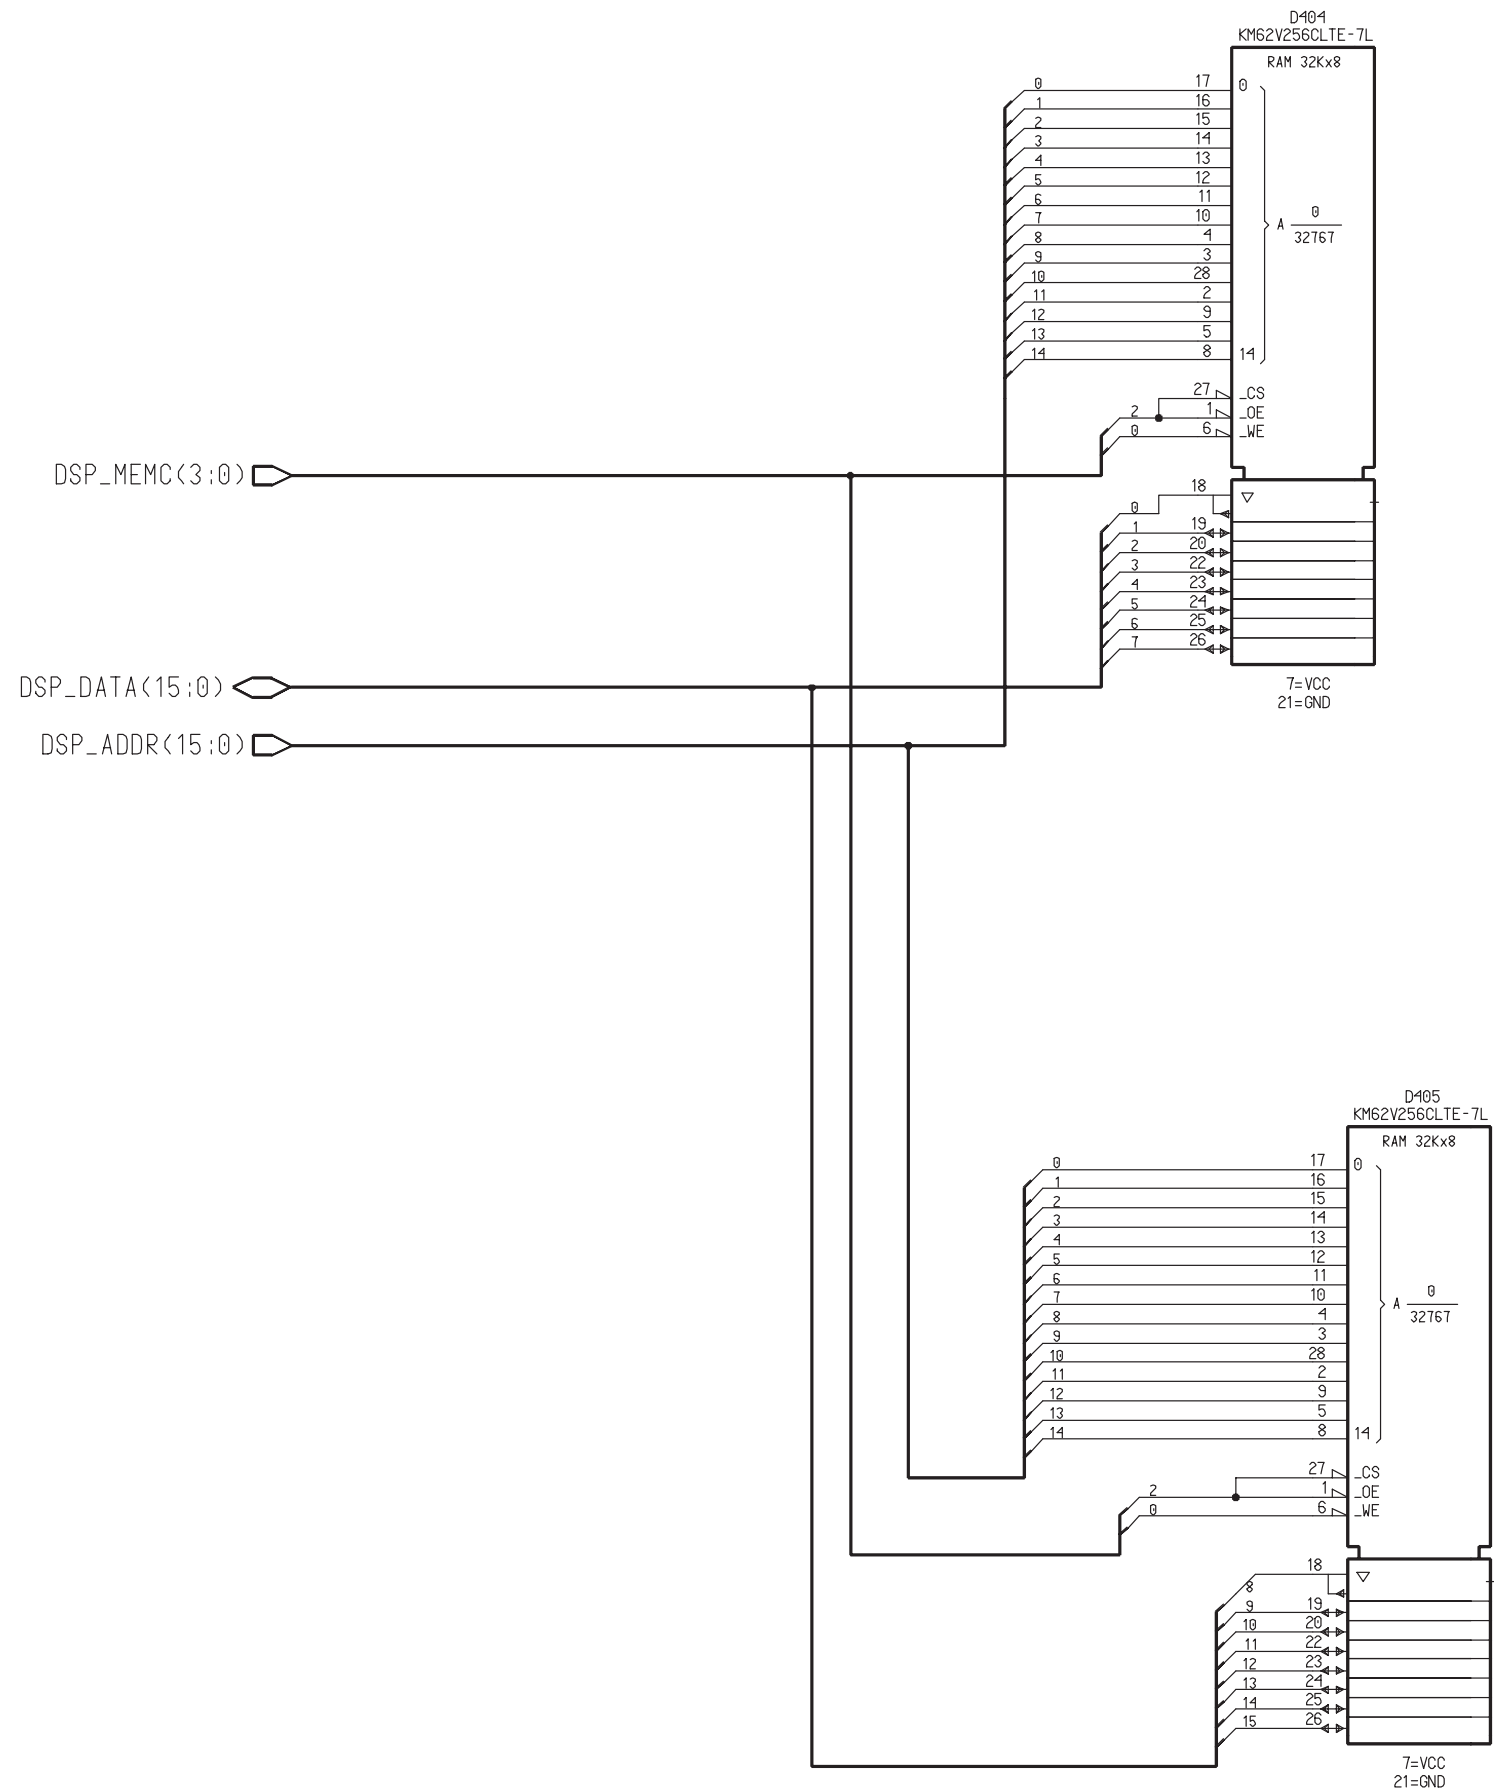 D404
KM62V256CLTE-7L
RAM 32Kx8
0 17 0
1 16
2 15
3 14
4 13
5 12
6 11
7 10
8 4
9 3
10 28
11 2
12 9
13 5
14 8 14
A 0
32767
27 _CS
2 1 _OE
0 6 _WE
DSP_MEMC(3:0)
18
0
1 19
2 20
3 22
4 23
5 24
6 25
7 26
DSP_DATA(15:0)
7=VCC
21=GND
DSP_ADDR(15:0)
D405
KM62V256CLTE-7L
RAM 32Kx8
0 17 0
1 16
2 15
3 14
4 13
5 12
6 11
7 10
8 4
9 3
10 28
11 2
12 9
13 5
14 8 14
A 0
32767
27 _CS
2 1 _OE
0 6 _WE
18
8
9 19
10 20
11 22
12 23
13 24
14 25
15 26
7=VCC
21=GND